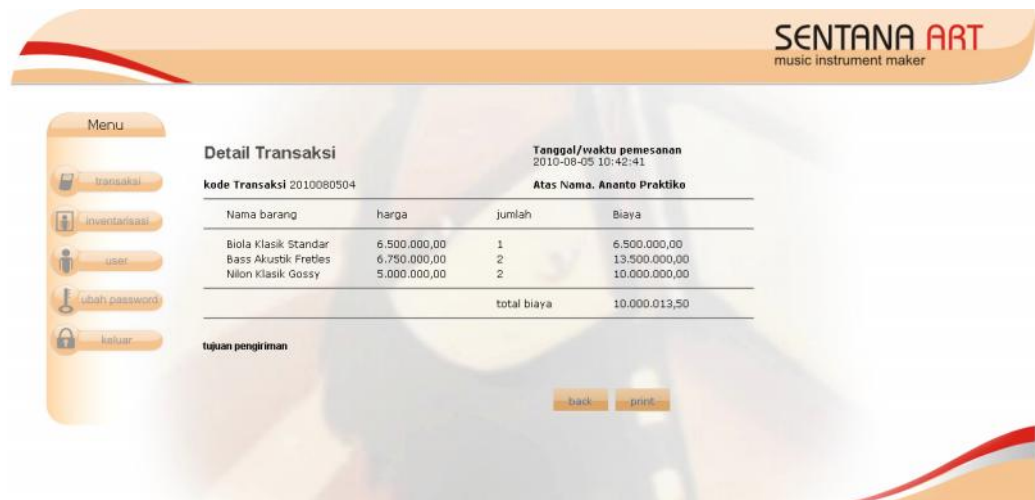 SENTANA ART
music instrument maker
Menu
transaksi
inventarisasi
user
ubah password
keluar
Detail Transaksi
Tanggal/waktu pemesanan
2010-08-05 10:42:41
kode Transaksi 2010080504
Atas Nama. Ananto Praktiko
Nama barang harga jumlah Biaya
Biola Klasik Standar 6.500.000,00 1 6.500.000,00
Bass Akustik Fretles 6.750.000,00 2 13.500.000,00
Nilon Klasik Gossy 5.000.000,00 2 10.000.000,00
total biaya 10.000.013,50
tujuan pengiriman
back print